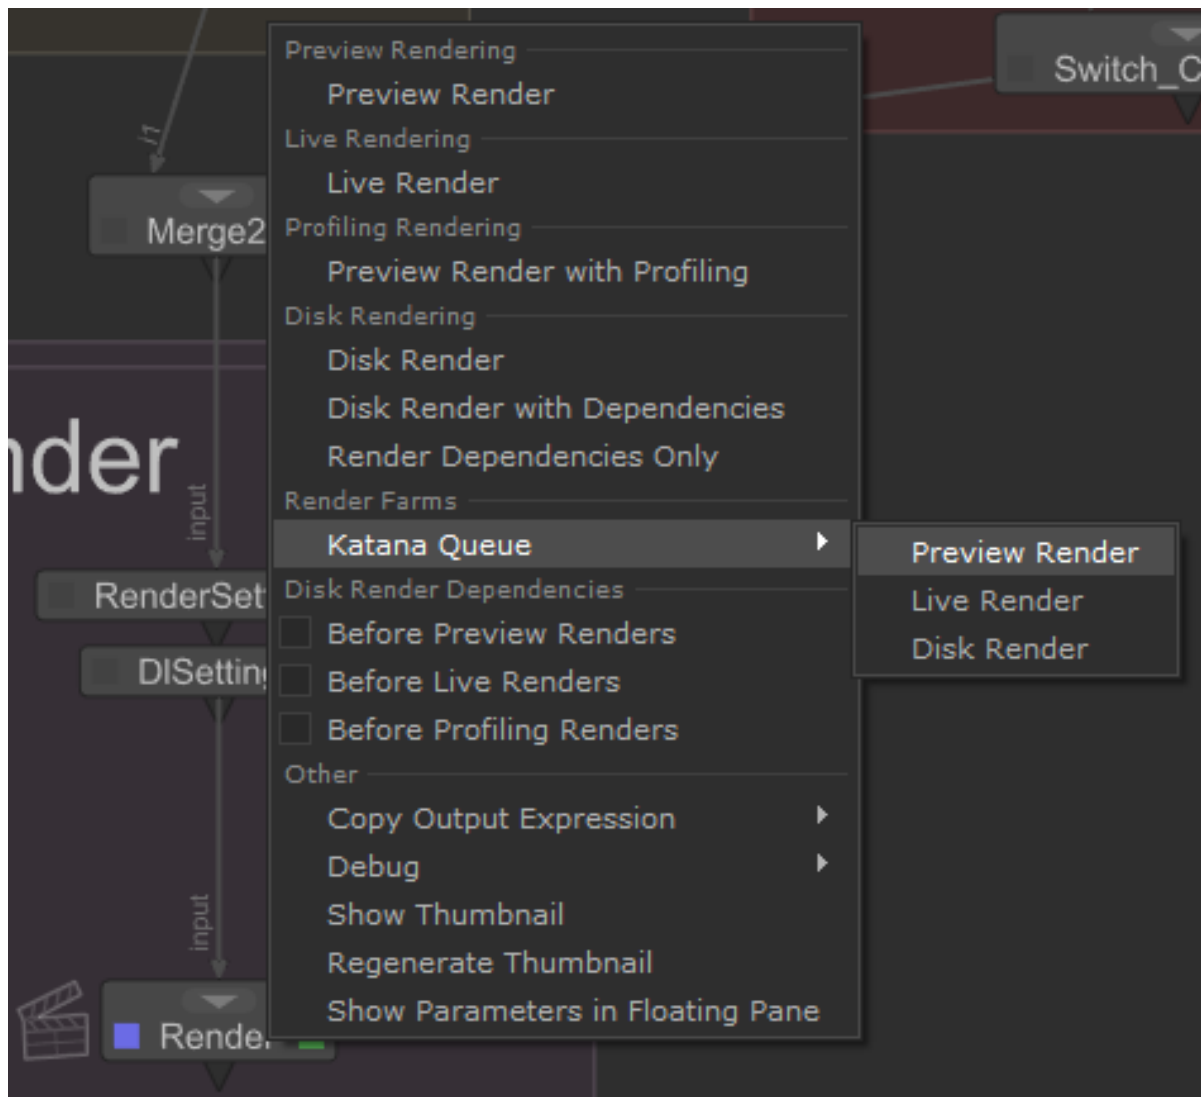 Preview Rendering
Preview Render
Live Rendering
Live Render
Profiling Rendering
Preview Render with Profiling
Disk Rendering
Disk Render
Disk Render with Dependencies
Render Dependencies Only
Render Farms
Katana Queue
Disk Render Dependencies
Before Preview Renders
Before Live Renders
Before Profiling Renders
Other
Copy Output Expression
Debug
Show Thumbnail
Regenerate Thumbnail
Show Parameters in Floating Pane
Preview Render
Live Render
Disk Render
Switch_C
i1
Merge2
nder
input
RenderSet
DlSetting
input
Render